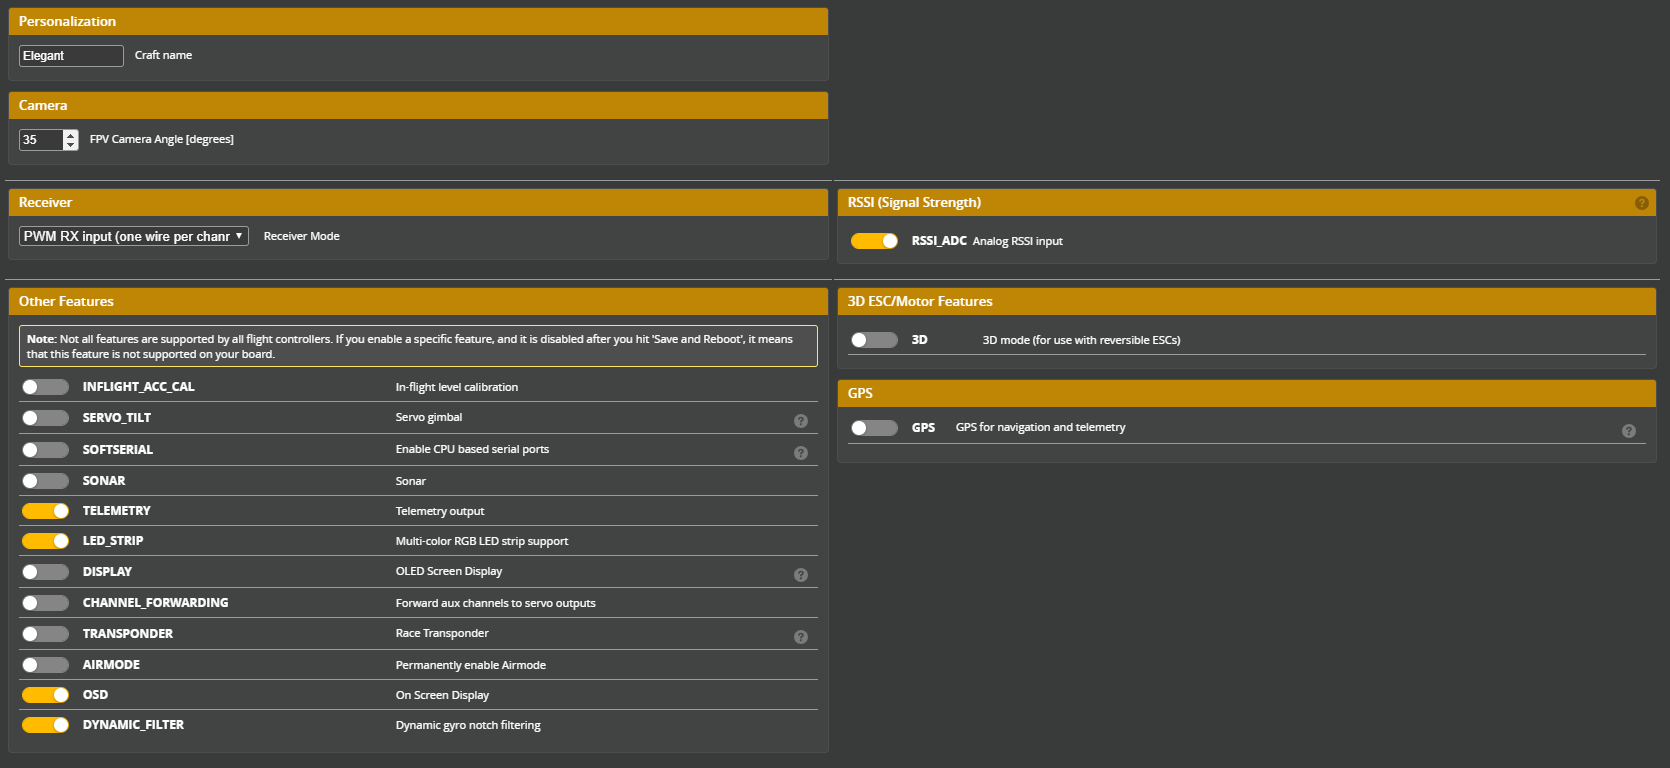 Personalization
Elegant Craft name
Camera
35 FPV Camera Angle [degrees]
Receiver
PWM RX input (one wire per chanr Receiver Mode
RSSI (Signal Strength)
?
RSSI_ADC Analog RSSI input
Other Features
Note: Not all features are supported by all flight controllers. If you enable a specific feature, and it is disabled after you hit 'Save and Reboot', it means
that this feature is not supported on your board.
INFLIGHT_ACC_CAL In-flight level calibration
SERVO_TILT Servo gimbal ?
SOFTSERIAL Enable CPU based serial ports ?
SONAR Sonar
TELEMETRY Telemetry output
LED_STRIP Multi-color RGB LED strip support
DISPLAY OLED Screen Display ?
CHANNEL_FORWARDING Forward aux channels to servo outputs
TRANSPONDER Race Transponder ?
AIRMODE Permanently enable Airmode
OSD On Screen Display
DYNAMIC_FILTER Dynamic gyro notch filtering
3D ESC/Motor Features
3D 3D mode (for use with reversible ESCs)
GPS
GPS GPS for navigation and telemetry ?